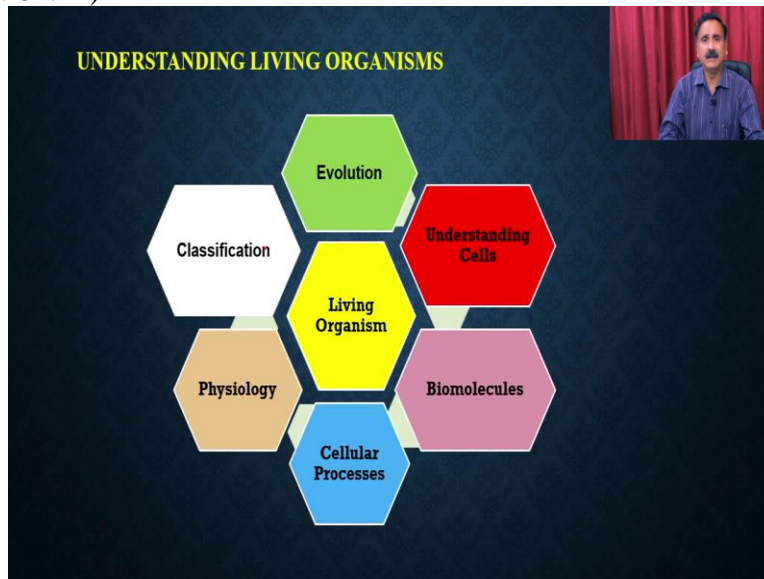 UNDERSTANDING LIVING ORGANISMS
Evolution
Classification
Understanding
Cells
Living
Organism
Physiology
Biomolecules
Cellular
Processes